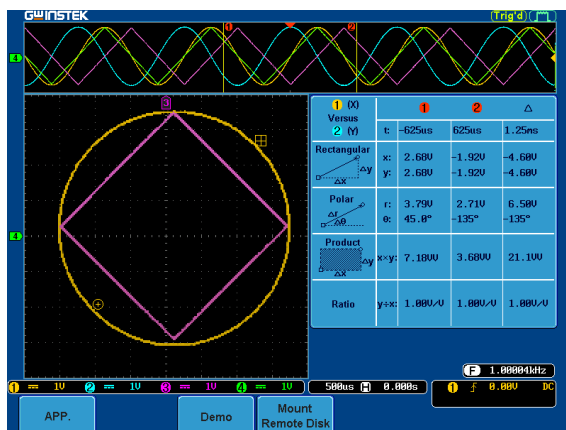 GWINSTEK
Trig'd
1
2
4
3
4
1 (X)
Versus
2 (Y)
1 2 △
t: -625us 625us 1.25ms
Rectangular
△y
△x
x: 2.68V -1.92V -4.60V
y: 2.68V -1.92V -4.60V
Polar
△r
△θ
r: 3.79V 2.71V 6.50V
θ: 45.0° -135° -135°
Product
△y
△x
x×y: 7.18VV 3.68VV 21.1VV
Ratio y÷x: 1.00V/V 1.00V/V 1.00V/V
F 1.00004kHz
1 1V 2 1V 3 1V 4 1V 500us H 0.000s 1 0.00V DC
APP. Demo Mount
Remote Disk